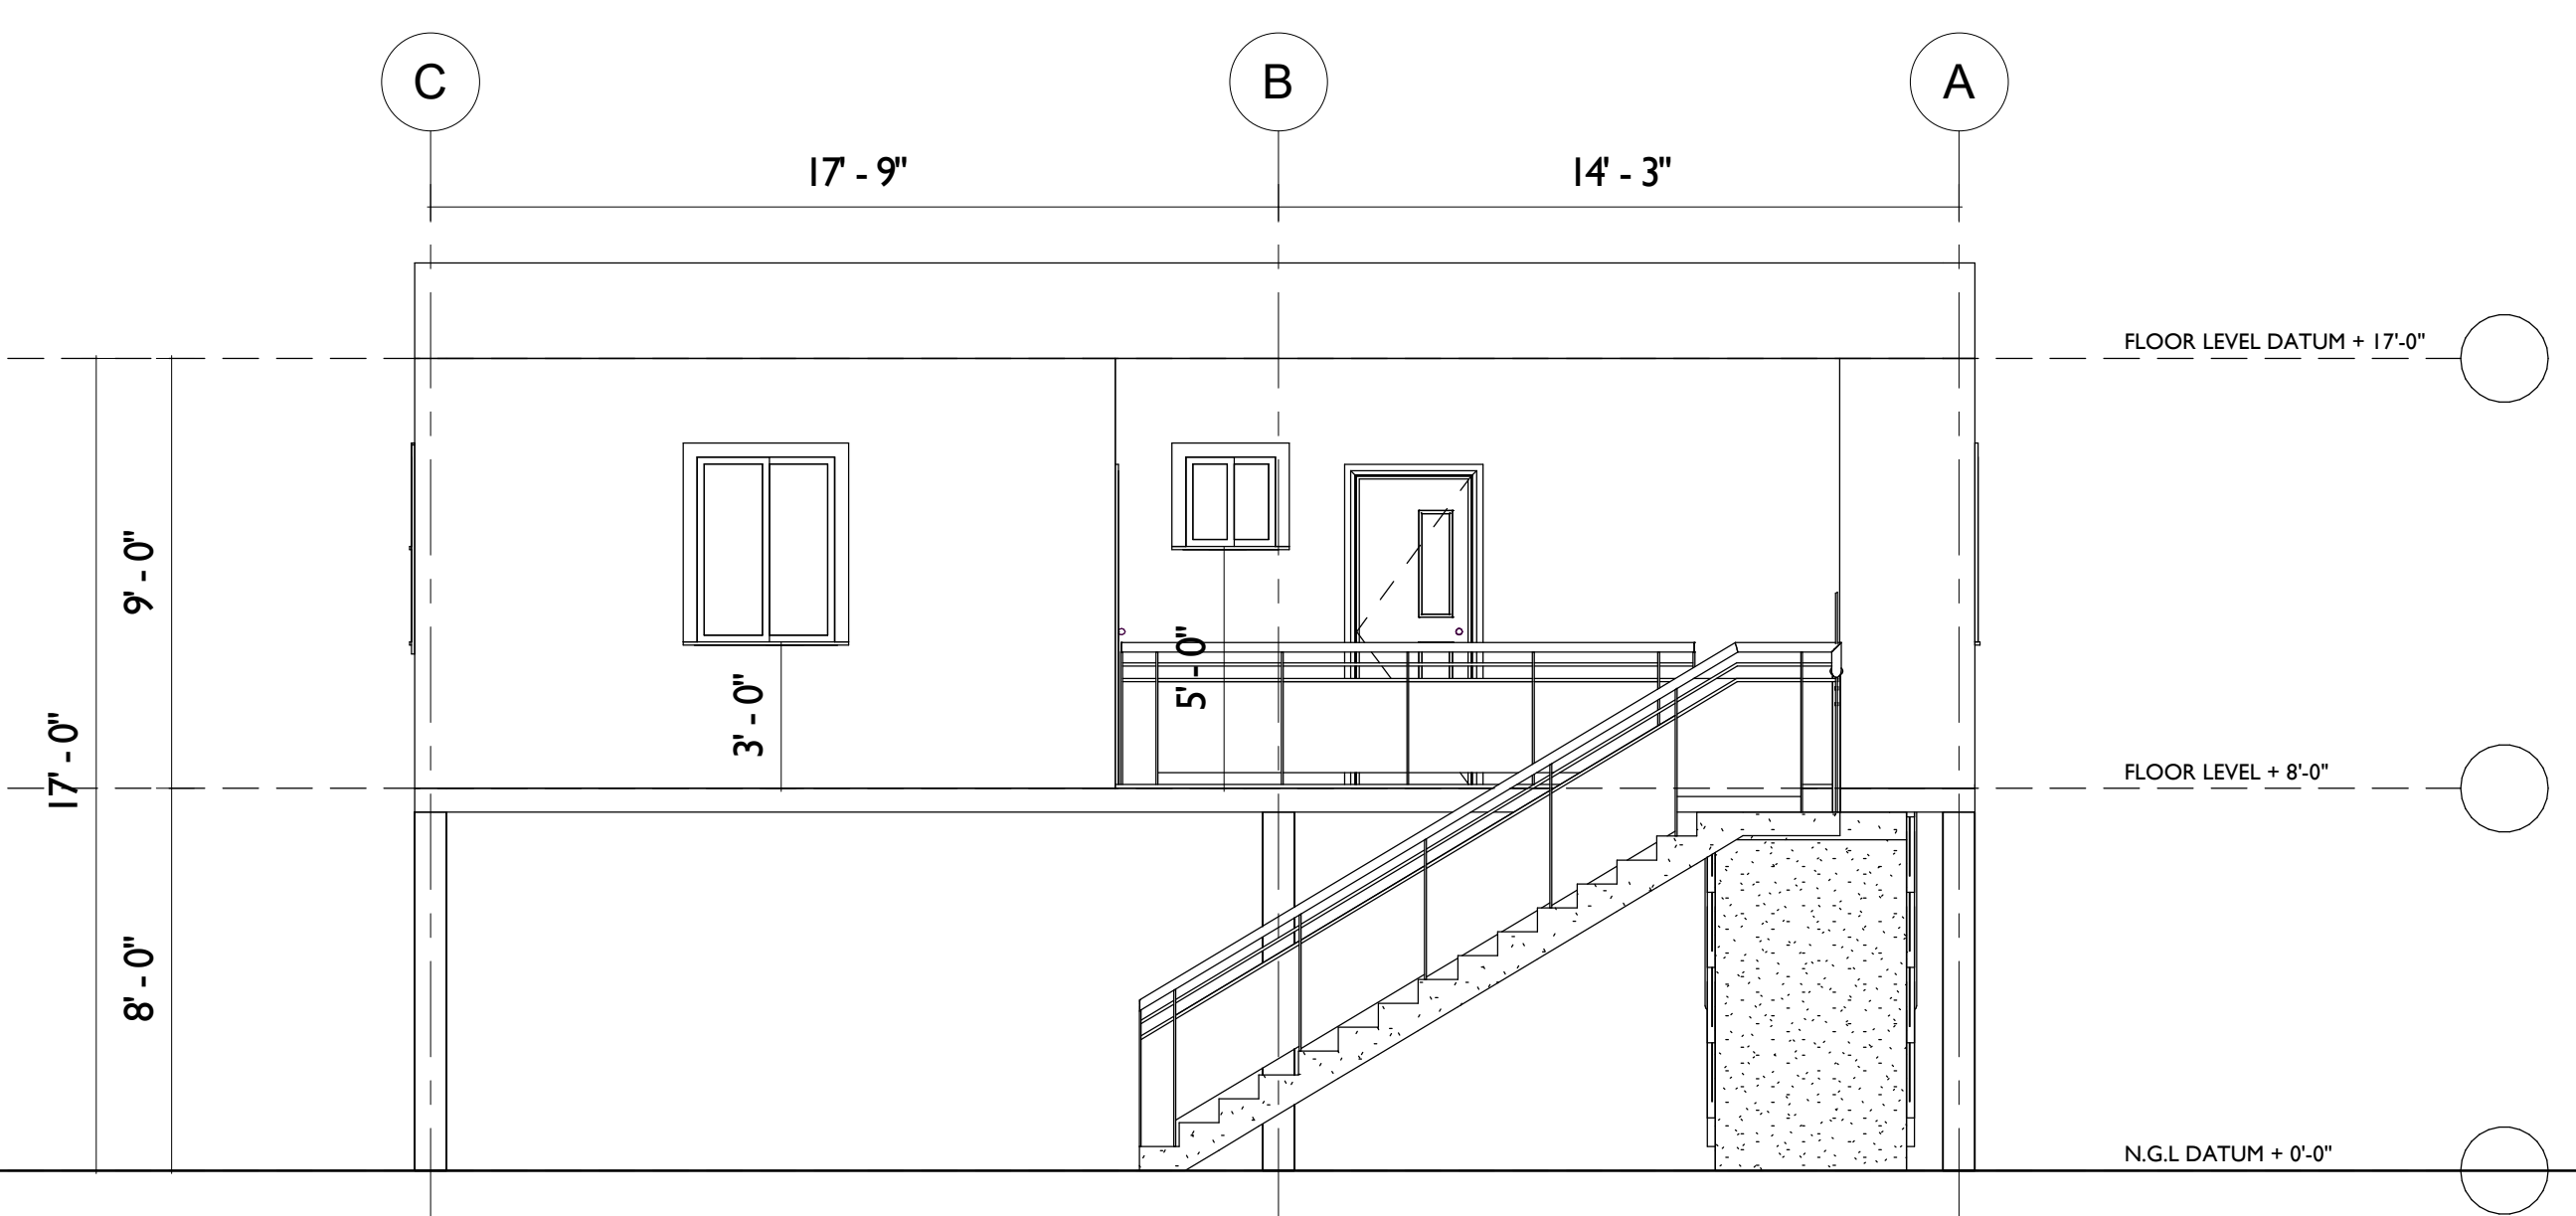 C
B
A
17' - 9"
14' - 3"
FLOOR LEVEL DATUM + 17'-0"
9' - 0"
5' - 0"
3' - 0"
17' - 0"
FLOOR LEVEL + 8'-0"
8' - 0"
N.G.L DATUM + 0'-0"